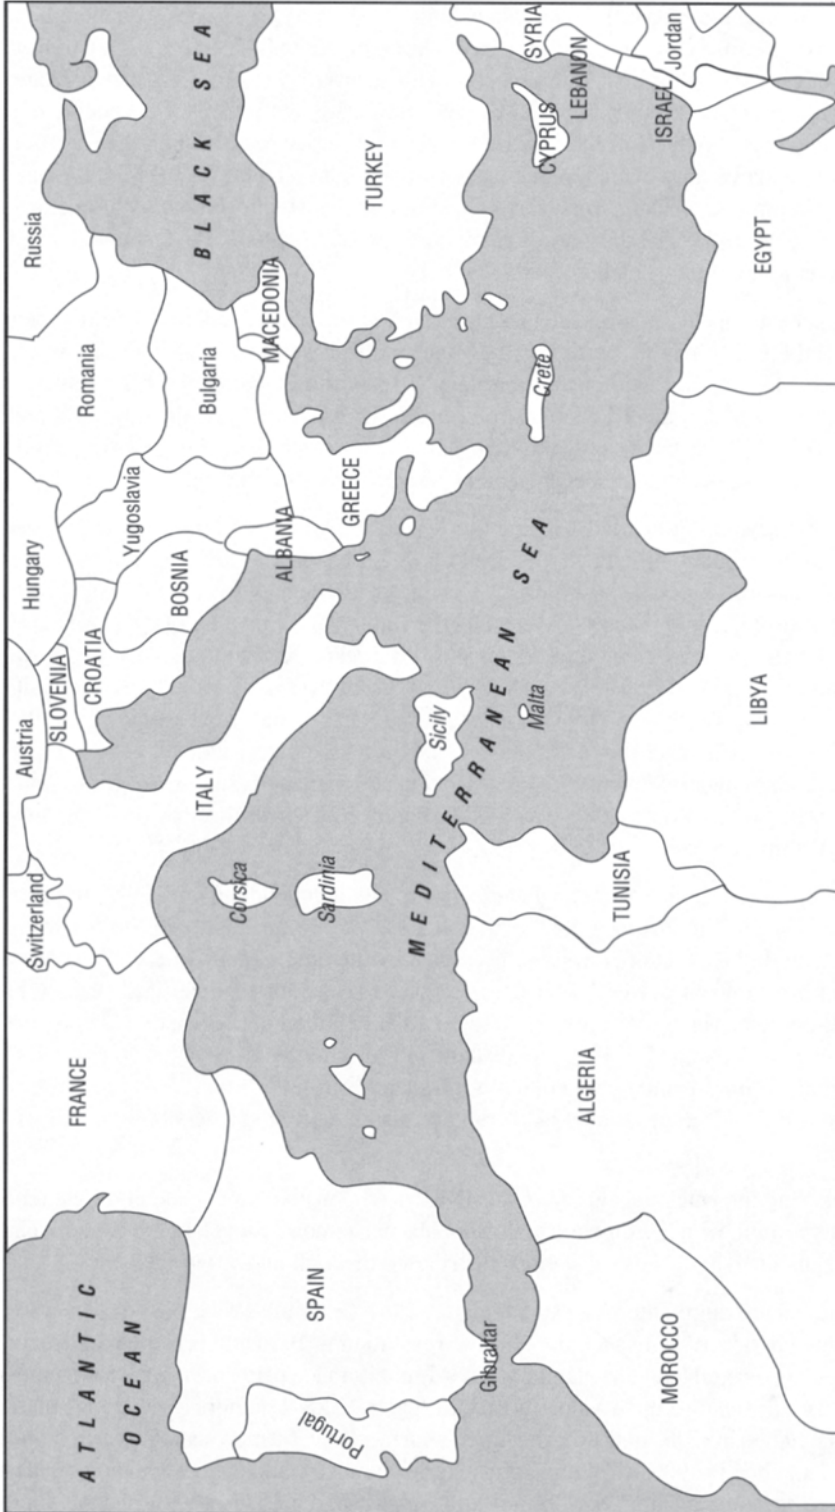 ATLANTIC
OCEAN
FRANCE
Switzerland
Austria
Hungary
SLOVENIA
CROATIA
BOSNIA
Yugoslavia
Romania
Russia
Bulgaria
BLACK SEA
MACEDONIA
ALBANIA
GREECE
TURKEY
ITALY
Corsica
Sardinia
Sicily
Malta
Crete
CYPRUS
SYRIA
LEBANON
ISRAEL
Jordan
Portugal
SPAIN
Gibraltar
MEDITERRANEAN SEA
MOROCCO
ALGERIA
TUNISIA
LIBYA
EGYPT